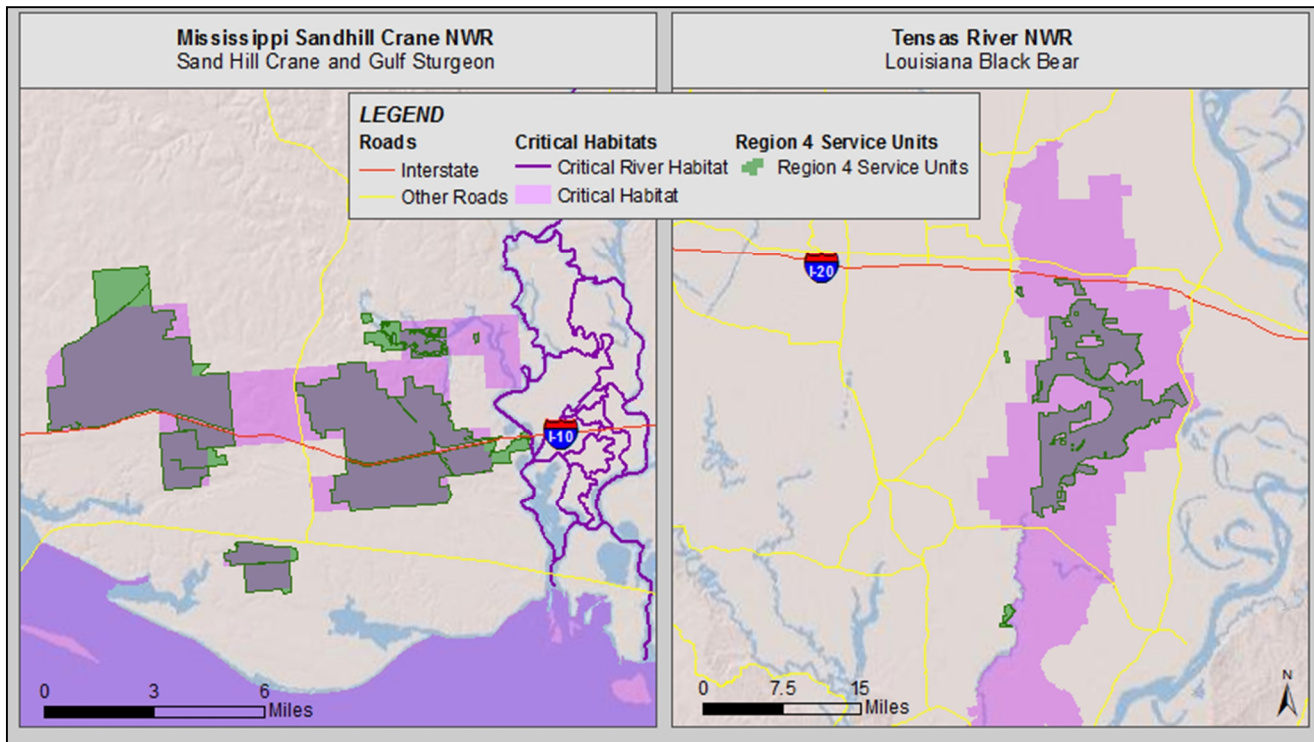 Mississippi Sandhill Crane NWR
Sand Hill Crane and Gulf Sturgeon
Tensas River NWR
Louisiana Black Bear
LEGEND
Roads
Interstate
Other Roads
Critical Habitats
Critical River Habitat
Critical Habitat
Region 4 Service Units
Region 4 Service Units
I-10
0 3 6
Miles
I-20
0 7.5 15
Miles
N